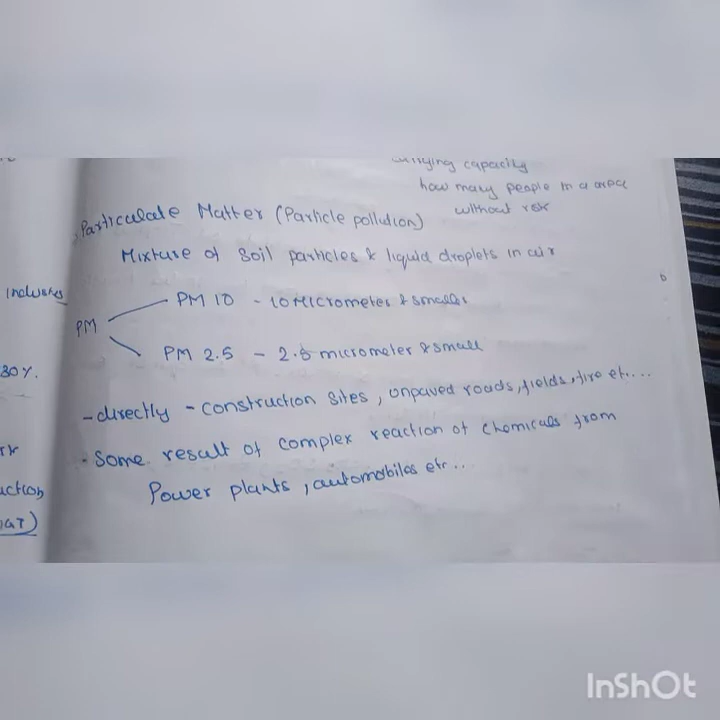 carrying capacity
how many people in a area
without risk
Particulate Matter (Particle pollution)
Mixture of soil particles & liquid droplets in air
includes
PM
PM 10 - 10 Micrometer & smaller
PM 2.5 - 2.5 micrometer & small
30%.
- directly - construction sites, unpaved roads, fields, fire etc...
- Some result of complex reaction of chemicals from
Power plants, automobiles etc..
uction
InShOt